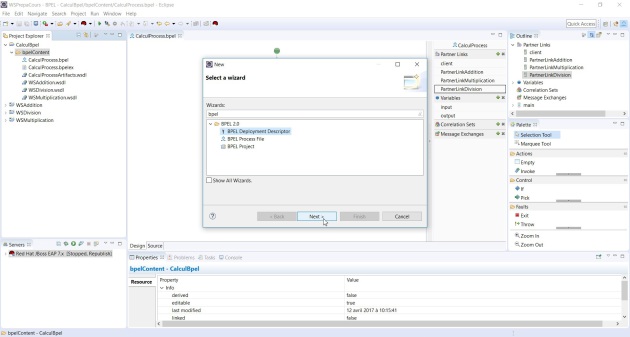 WSPreparCours - BPEL - CalculBpel/bpelContent/CalculProcess.bpel - Eclipse
File Edit Navigate Search Project Run Window Help
Quick Access
Project Explorer
CalculBpel
bpelContent
CalculProcess.bpel
CalculProcess.bpelex
CalculProcessArtifacts.wsdl
WSAddition.wsdl
WSDivision.wsdl
WSMultiplication.wsdl
WSAddition
WSDivision
WSMultiplication
Servers
Red Hat JBoss EAP 7.x [Stopped, Republish]
CalculProcess.bpel
CalculProcess
Partner Links
client
PartnerLinkAddition
PartnerLinkMultiplication
PartnerLinkDivision
Variables
input
output
Correlation Sets
Message Exchanges
New
Select a wizard
Wizards:
bpel
BPEL 2.0
BPEL Deployment Descriptor
BPEL Process File
BPEL Project
Show All Wizards.
< Back
Next >
Finish
Cancel
Design Source
Properties Problems Tasks Console
bpelContent - CalculBpel
Resource
Property Value
Info
derived false
editable true
last modified 12 avril 2017 à 10:15:41
linked false
Outline
Partner Links
client
PartnerLinkAddition
PartnerLinkMultiplication
PartnerLinkDivision
Variables
Correlation Sets
Message Exchanges
main
Palette
Selection Tool
Marquee Tool
Actions
Empty
Invoke
Control
If
Pick
Faults
Exit
Throw
Zoom In
Zoom Out
bpelContent - CalculBpel